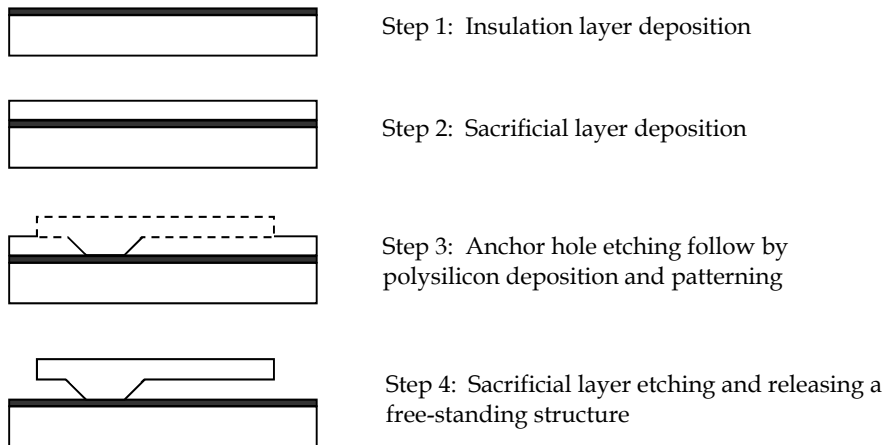 Step 1: Insulation layer deposition
Step 2: Sacrificial layer deposition
Step 3: Anchor hole etching follow by
polysilicon deposition and patterning
Step 4: Sacrificial layer etching and releasing a
free-standing structure